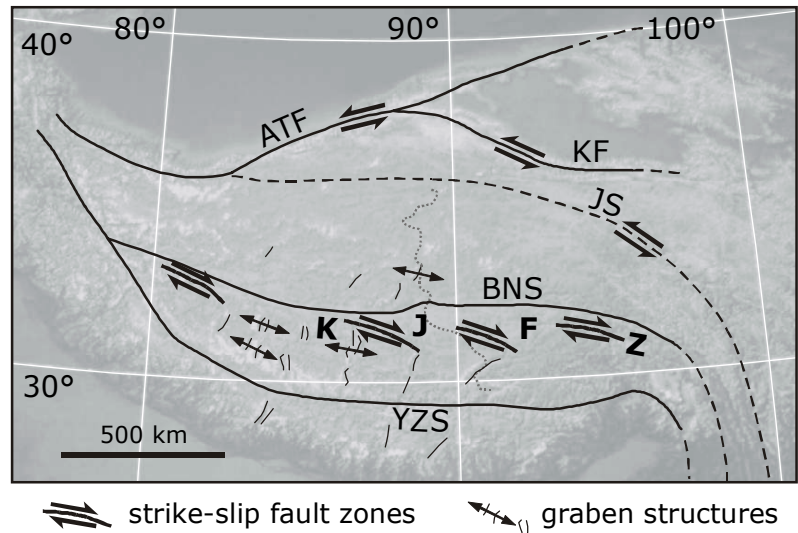 40°
80°
90°
100°
ATF
KF
JS
BNS
K
J
F
Z
30°
YZS
500 km
strike-slip fault zones
graben structures